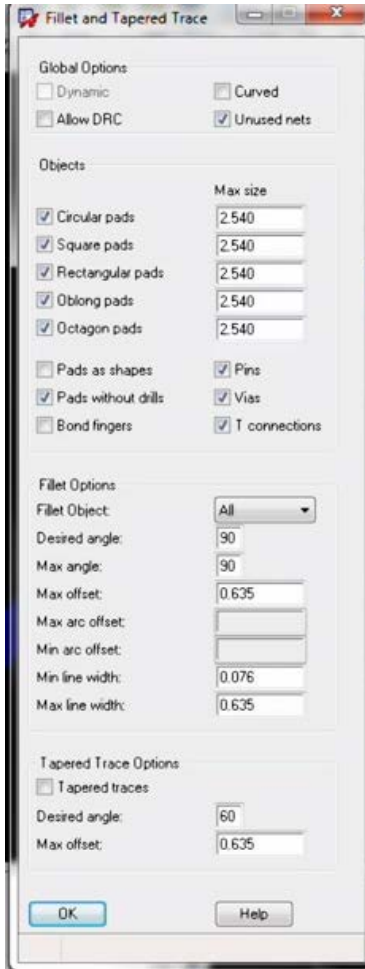 Fillet and Tapered Trace
Global Options
Dynamic Curved
Allow DRC Unused nets
Objects
Max size
Circular pads 2.540
Square pads 2.540
Rectangular pads 2.540
Oblong pads 2.540
Octagon pads 2.540
Pads as shapes Pins
Pads without drills Vias
Bond fingers T connections
Fillet Options
Fillet Object: All
Desired angle: 90
Max angle: 90
Max offset: 0.635
Max arc offset:
Min arc offset:
Min line width: 0.076
Max line width: 0.635
Tapered Trace Options
Tapered traces
Desired angle: 60
Max offset: 0.635
OK Help